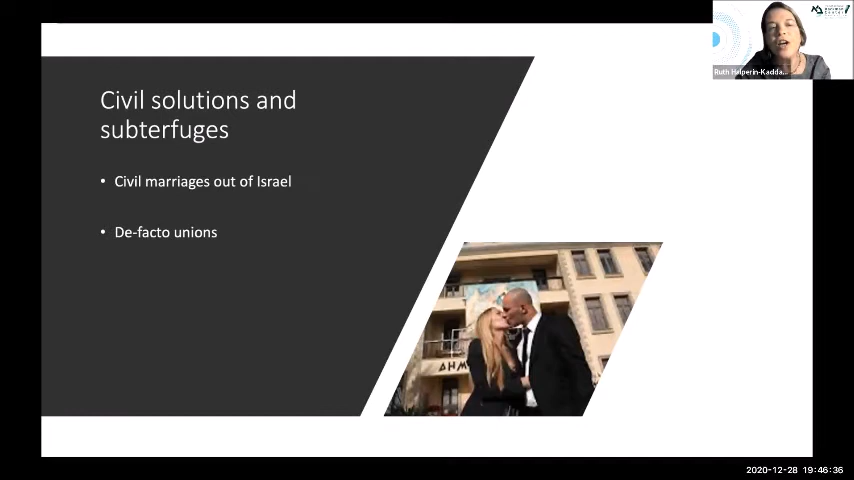 Civil solutions and
subterfuges
• Civil marriages out of Israel
• De-facto unions
ΔΗΜ
Ruth Halperin-Kadda...
2020-12-28 19:46:36